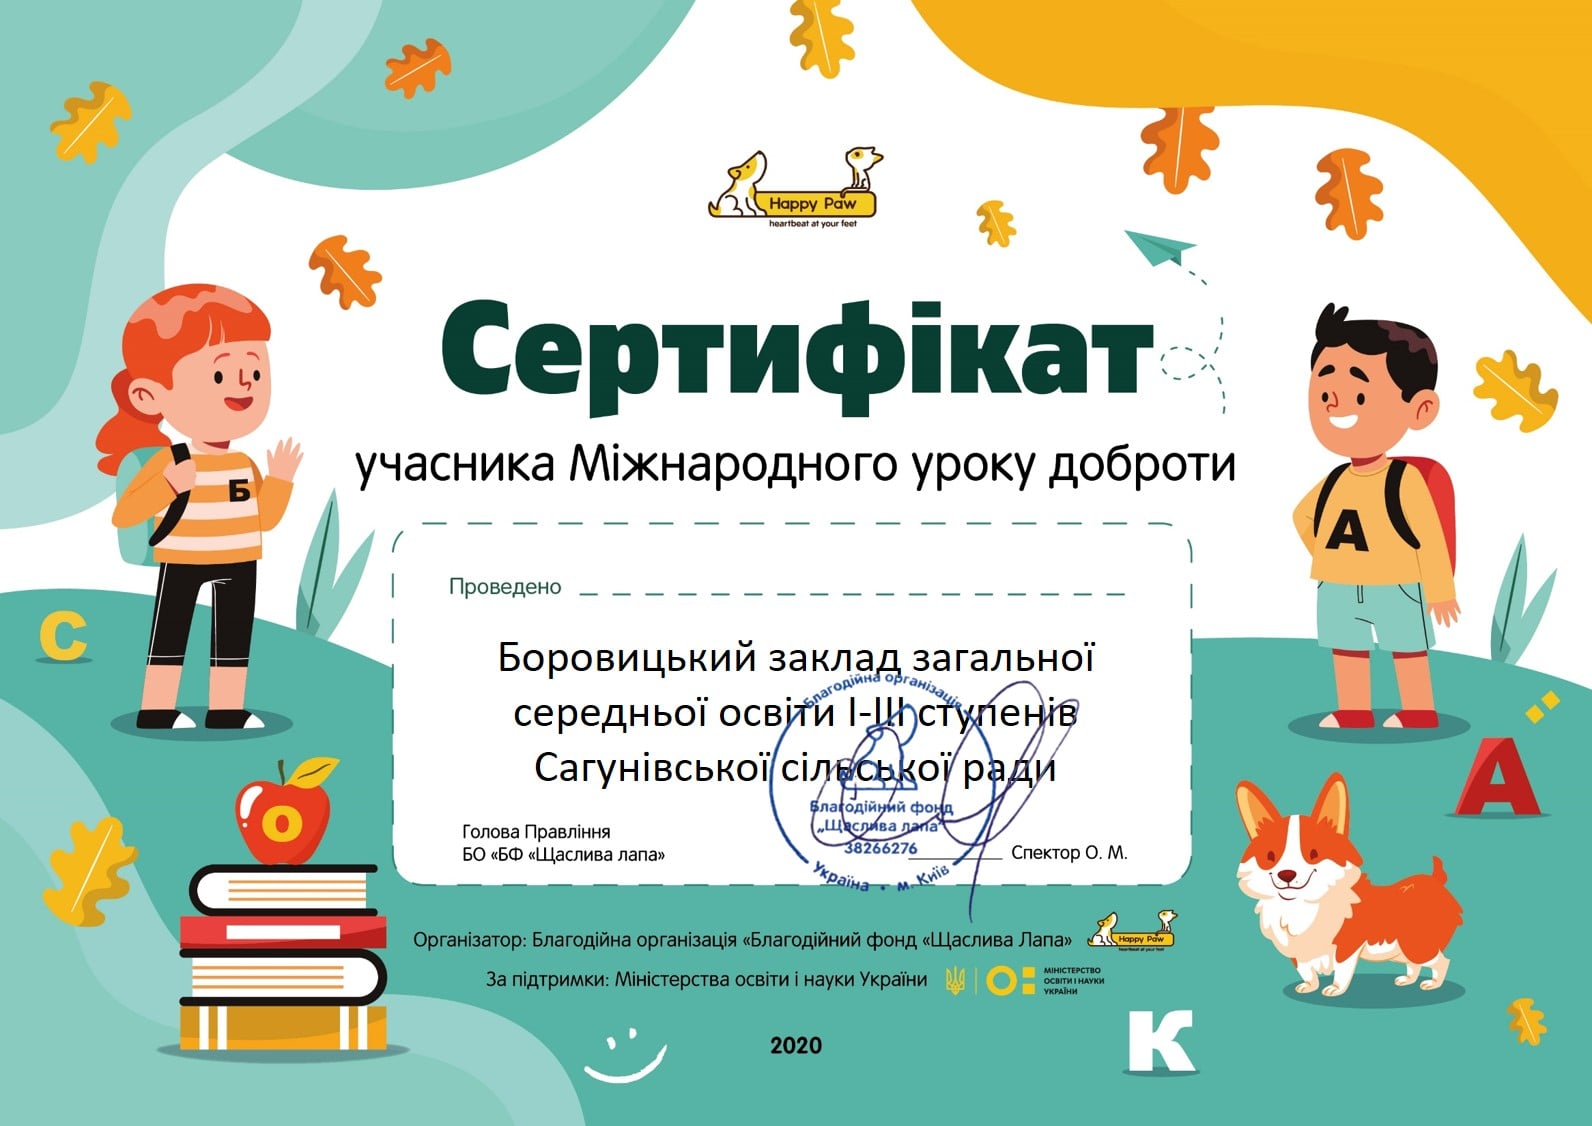 Happy Paw
heartbeat at your feet
Сертифікат
учасника Міжнародного уроку доброти
Б
А
Проведено
С
Боровицький заклад загальної
середньої освіти І-ІІІ ступенів
Сагунівської сільської ради
Благодійна організація
Благодійний фонд
„Щаслива лапа"
38266276
Україна • м. Київ
Голова Правління
БО «БФ «Щаслива лапа»
Спектор О. М.
О
А
Організатор: Благодійна організація «Благодійний фонд «Щаслива Лапа»
Happy Paw
heartbeat at your feet
За підтримки: Міністерства освіти і науки України
МІНІСТЕРСТВО
ОСВІТИ І НАУКИ
УКРАЇНИ
2020
К